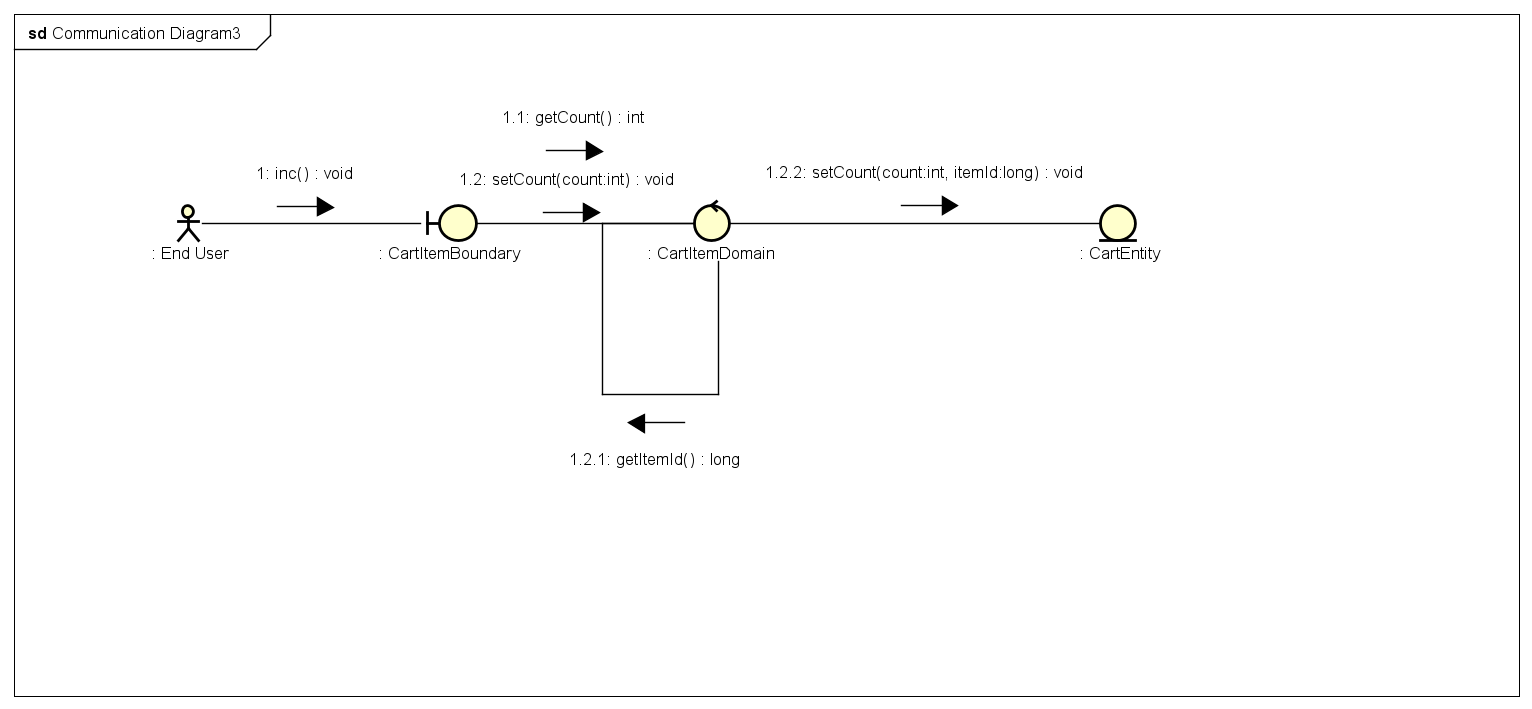 sd Communication Diagram3
1.1: getCount() : int
1: inc() : void
1.2: setCount(count:int) : void
1.2.2: setCount(count:int, itemId:long) : void
: End User
: CartItemBoundary
: CartItemDomain
: CartEntity
1.2.1: getItemId() : long